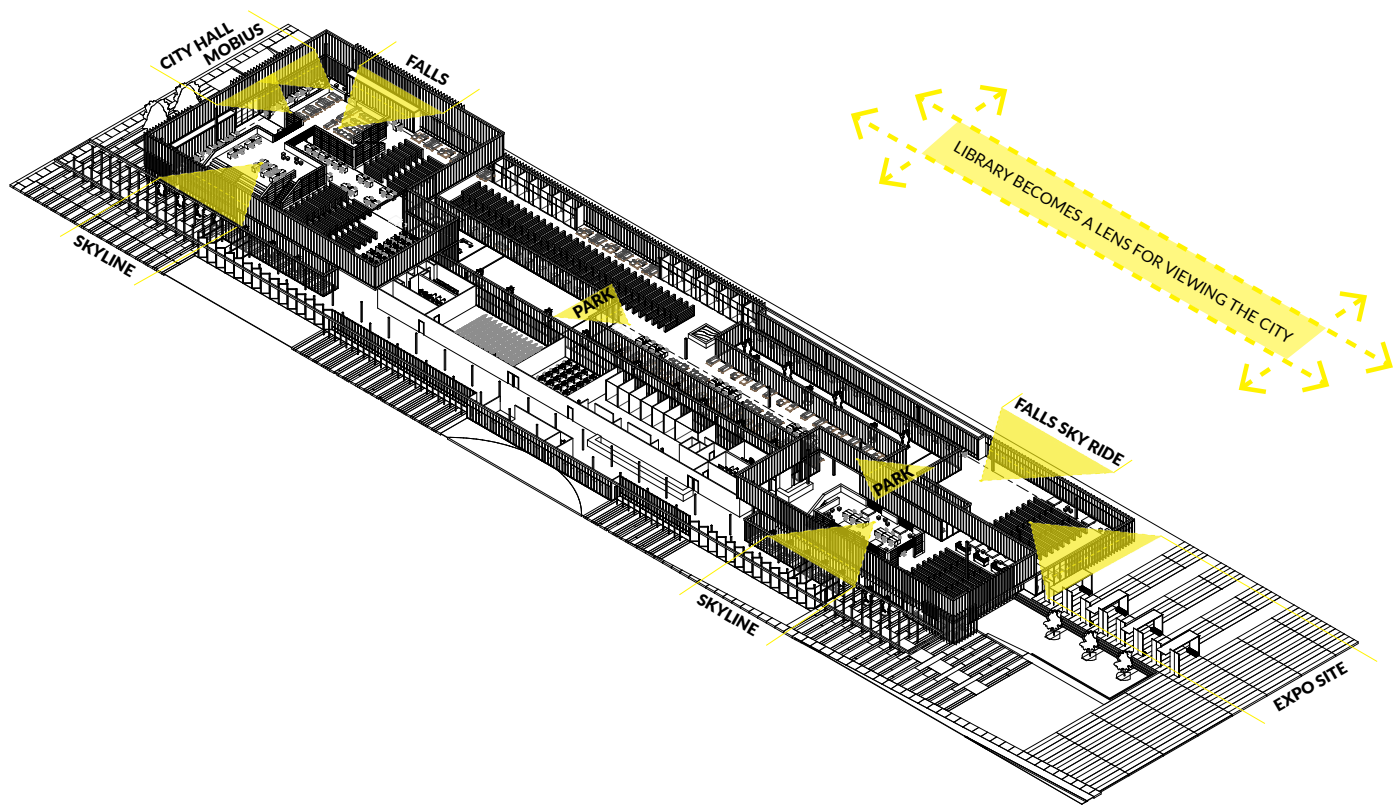 CITY HALL
MOBIUS
FALLS
LIBRARY BECOMES A LENS FOR VIEWING THE CITY
SKYLINE
PARK
FALLS SKY RIDE
PARK
SKYLINE
EXPO SITE